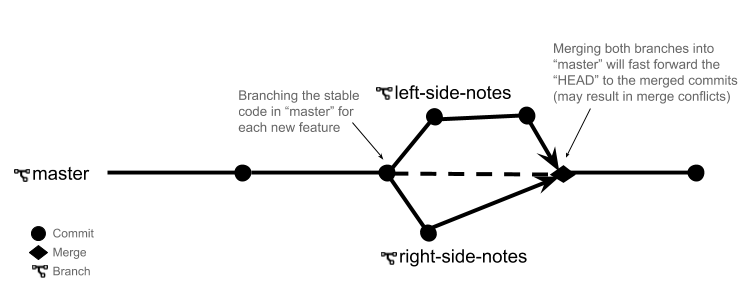 Merging both branches into
“master” will fast forward the
“HEAD” to the merged commits
(may result in merge conflicts)
Branching the stable
code in “master” for
each new feature
left-side-notes
master
right-side-notes
Commit
Merge
Branch